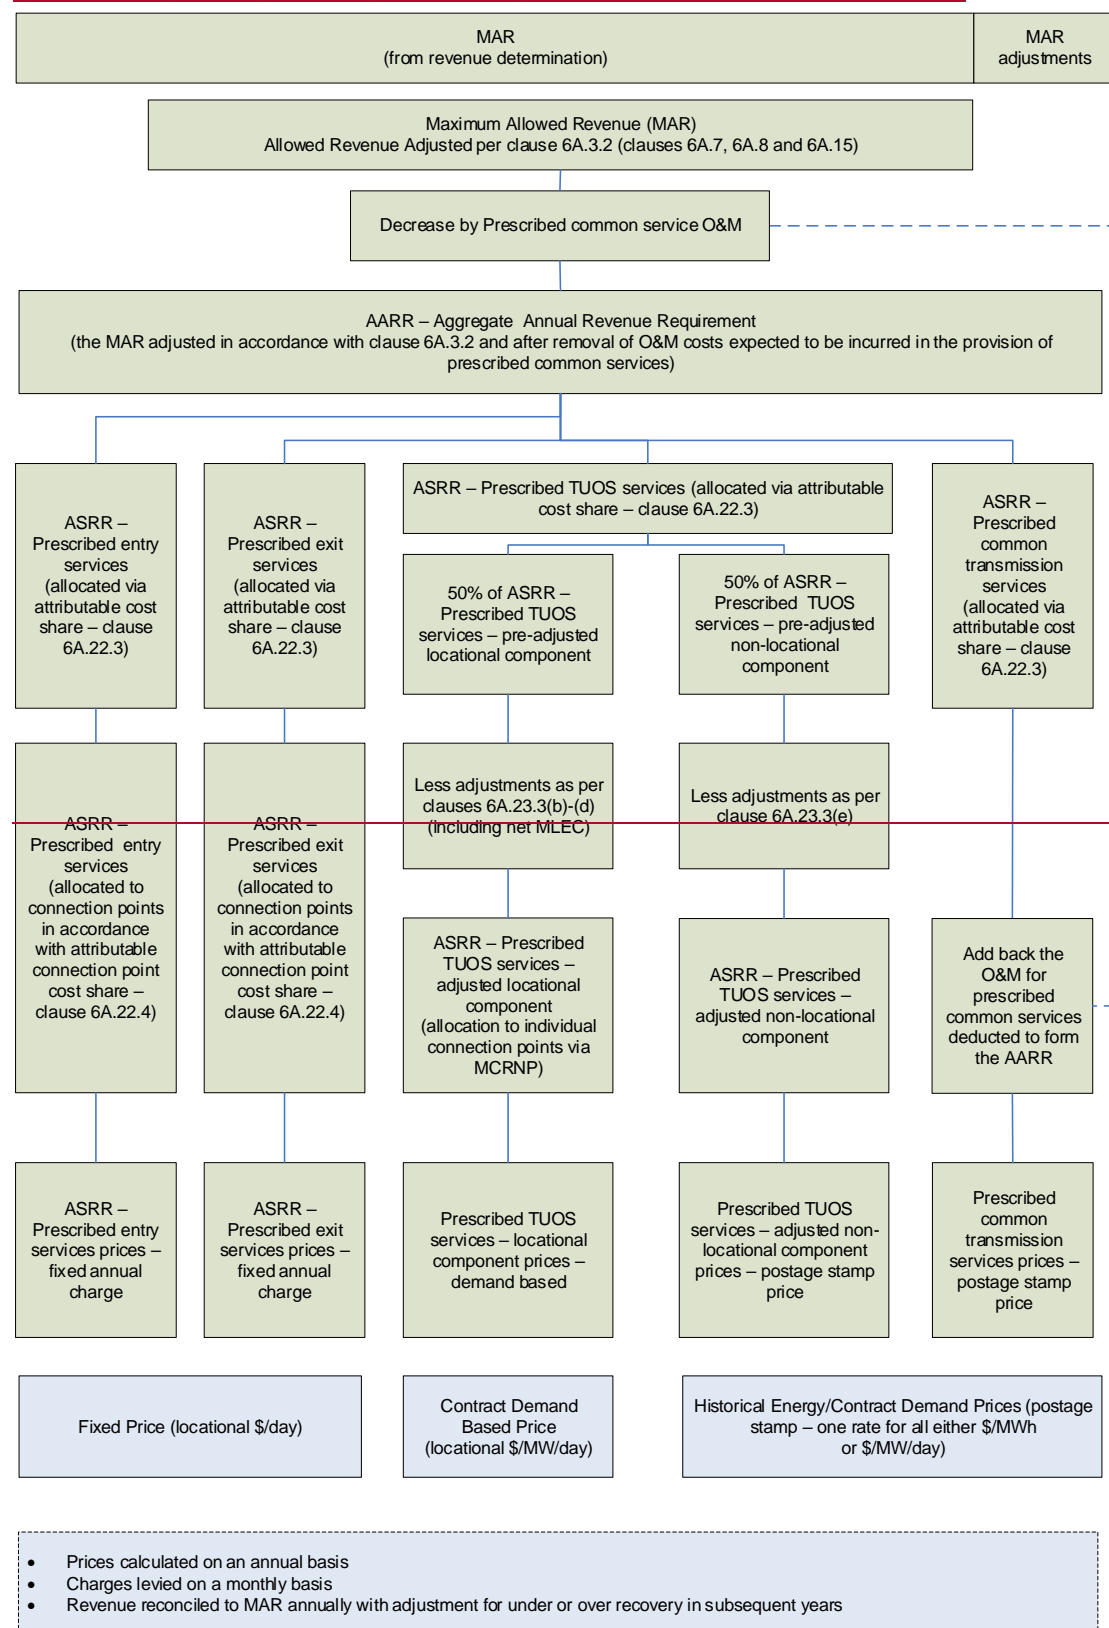 MAR
(from revenue determination)
MAR
adjustments
Maximum Allowed Revenue (MAR)
Allowed Revenue Adjusted per clause 6A.3.2 (clauses 6A.7, 6A.8 and 6A.15)
Decrease by Prescribed common service O&M
AARR – Aggregate Annual Revenue Requirement
(the MAR adjusted in accordance with clause 6A.3.2 and after removal of O&M costs expected to be incurred in the provision of
prescribed common services)
ASRR –
Prescribed entry
services
(allocated via
attributable cost
share – clause
6A.22.3)
ASRR –
Prescribed exit
services
(allocated via
attributable cost
share – clause
6A.22.3)
ASRR – Prescribed TUOS services (allocated via attributable
cost share – clause 6A.22.3)
50% of ASRR –
Prescribed TUOS
services – pre-adjusted
locational component
50% of ASRR –
Prescribed TUOS
services – pre-adjusted
non-locational
component
ASRR –
Prescribed
common
transmission
services
(allocated via
attributable cost
share – clause
6A.22.3)
ASRR –
Prescribed entry
services
(allocated to
connection points
in accordance
with attributable
connection point
cost share –
clause 6A.22.4)
ASRR –
Prescribed exit
services
(allocated to
connection points
in accordance
with attributable
connection point
cost share –
clause 6A.22.4)
Less adjustments as per
clauses 6A.23.3(b)-(d)
(including net MLEC)
Less adjustments as per
clause 6A.23.3(e)
ASRR – Prescribed
TUOS services –
adjusted locational
component
(allocation to individual
connection points via
MCRNP)
ASRR – Prescribed
TUOS services –
adjusted non-locational
component
Add back the
O&M for
prescribed
common services
deducted to form
the AARR
ASRR –
Prescribed entry
services prices –
fixed annual
charge
ASRR –
Prescribed exit
services prices –
fixed annual
charge
Prescribed TUOS
services – locational
component prices –
demand based
Prescribed TUOS
services – adjusted non-
locational component
prices – postage stamp
price
Prescribed
common
transmission
services prices –
postage stamp
price
Fixed Price (locational $/day)
Contract Demand
Based Price
(locational $/MW/day)
Historical Energy/Contract Demand Prices (postage
stamp – one rate for all either $/MWh
or $/MW/day)
• Prices calculated on an annual basis
• Charges levied on a monthly basis
• Revenue reconciled to MAR annually with adjustment for under or over recovery in subsequent years